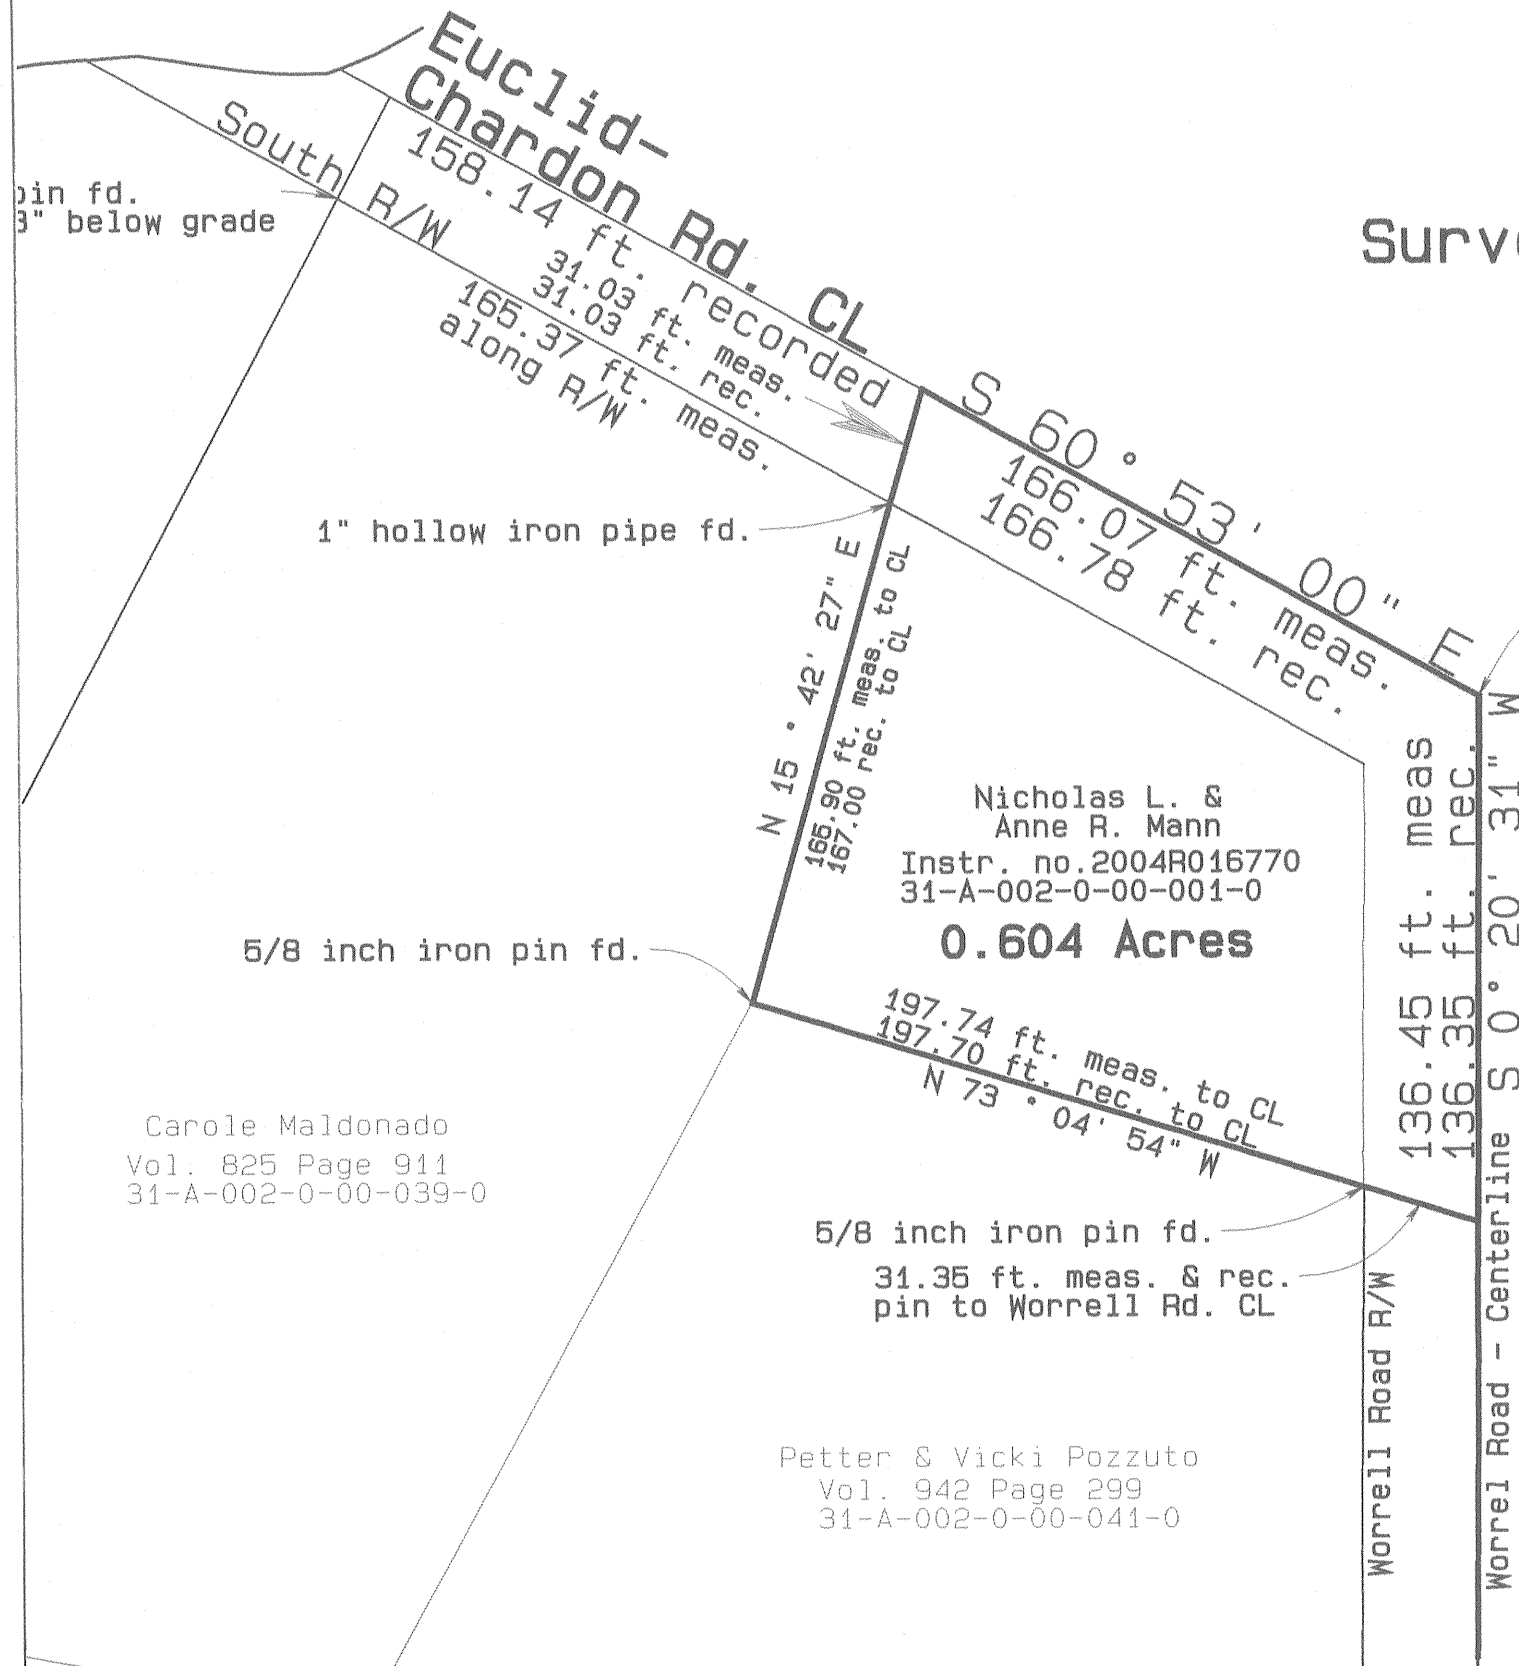 Euclid-
Chardon Rd. CL
South R/W
158.14 ft. recorded
31.03 ft. meas.
31.03 ft. rec.
165.37 ft. meas.
along R/W
pin fd.
3" below grade
Surve
S 60° 53' 00" E
166.07 ft. meas.
166.78 ft. rec.
1" hollow iron pipe fd.
N 15° 42' 27" E
165.90 ft. meas. to CL
167.00 rec. to CL
Nicholas L. &
Anne R. Mann
Instr. no.2004R016770
31-A-002-0-00-001-0
0.604 Acres
136.45 ft. meas
136.35 ft. rec.
S 0° 20' 31" W
5/8 inch iron pin fd.
197.74 ft. meas. to CL
197.70 ft. rec. to CL
N 73° 04' 54" W
Carole Maldonado
Vol. 825 Page 911
31-A-002-0-00-039-0
5/8 inch iron pin fd.
31.35 ft. meas. & rec.
pin to Worrell Rd. CL
Worrell Road R/W
Worrel Road - Centerline
Petter & Vicki Pozzuto
Vol. 942 Page 299
31-A-002-0-00-041-0